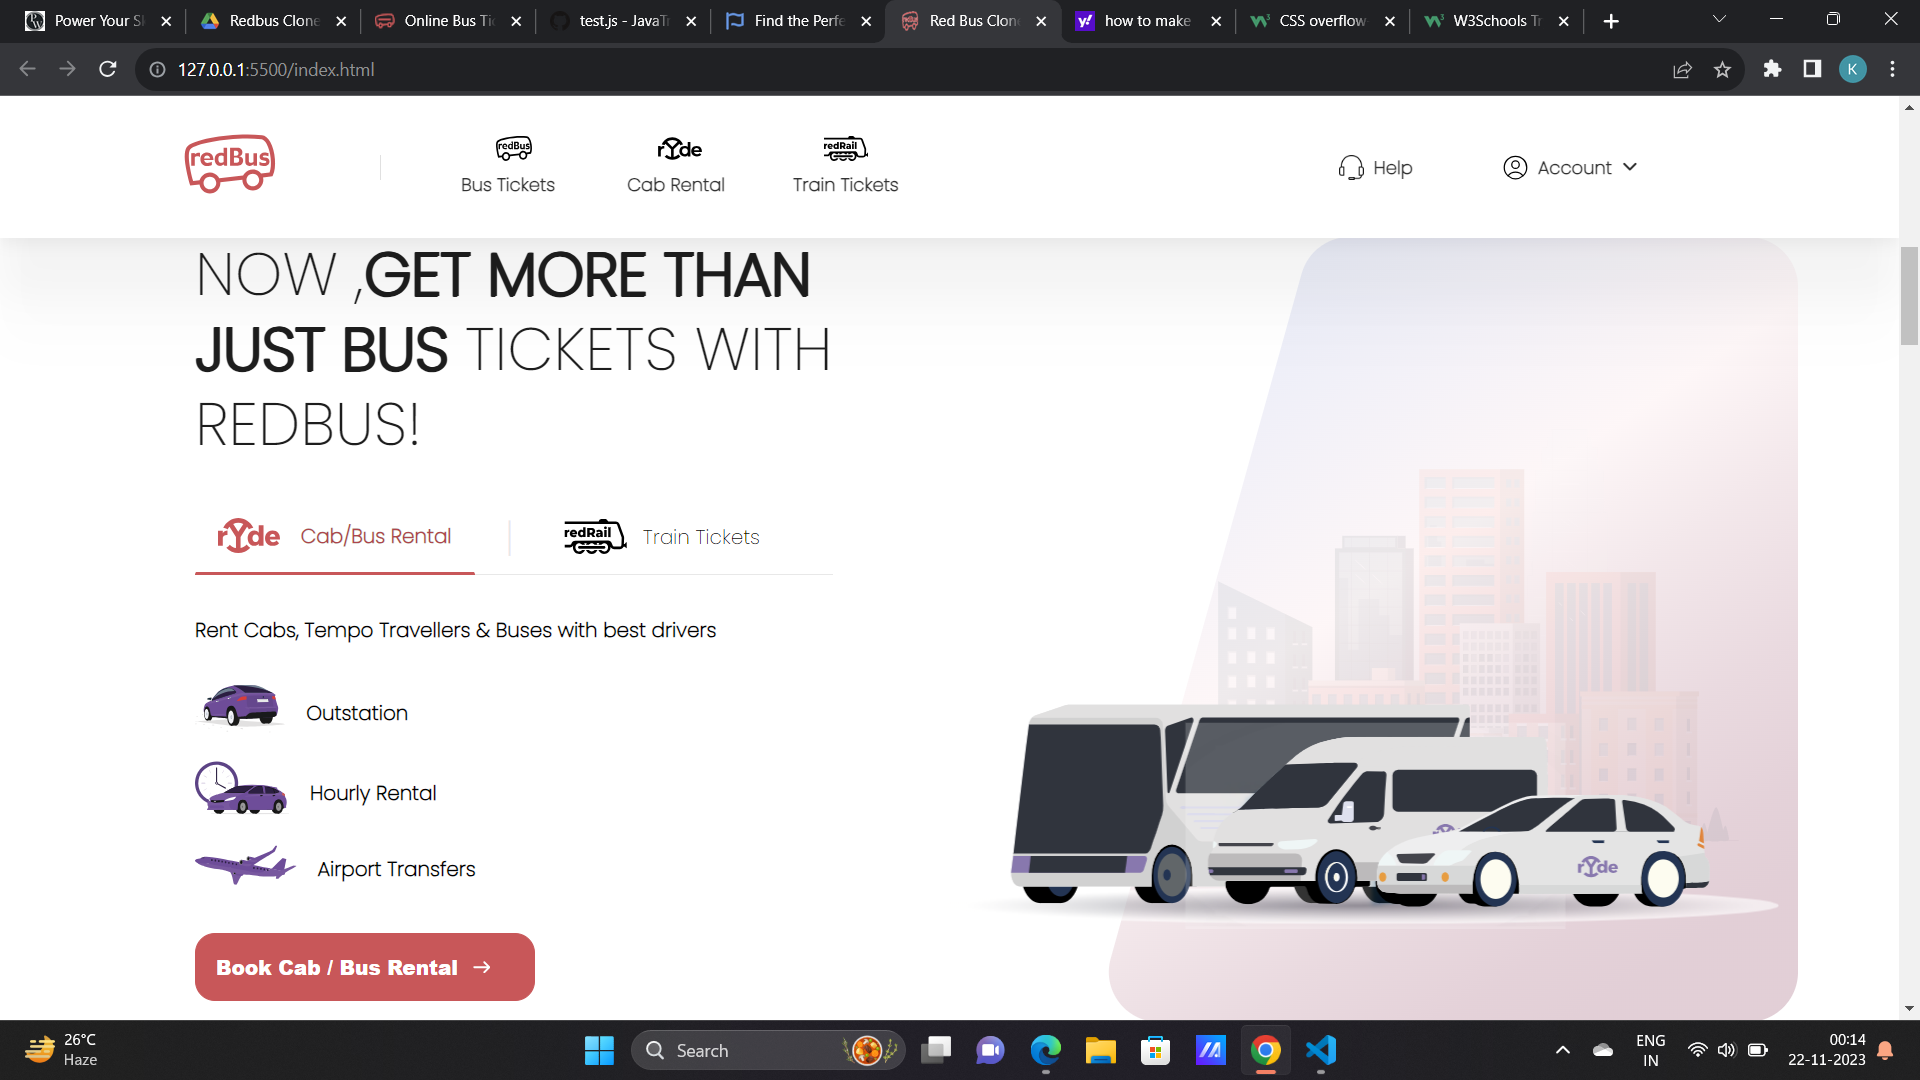 Power Your Sk
Redbus Clone
Online Bus Tic
test.js - JavaTr
Find the Perfe
Red Bus Clone
how to make
CSS overflow
W3Schools Tr
127.0.0.1:5500/index.html
K
redBus
redBus
rYde
redRail
Bus Tickets
Cab Rental
Train Tickets
Help
Account
NOW ,GET MORE THAN
JUST BUS TICKETS WITH
REDBUS!
rYde Cab/Bus Rental
redRail Train Tickets
Rent Cabs, Tempo Travellers & Buses with best drivers
Outstation
Hourly Rental
Airport Transfers
rYde
Book Cab / Bus Rental
26°C
Haze
Search
ENG
IN
00:14
22-11-2023